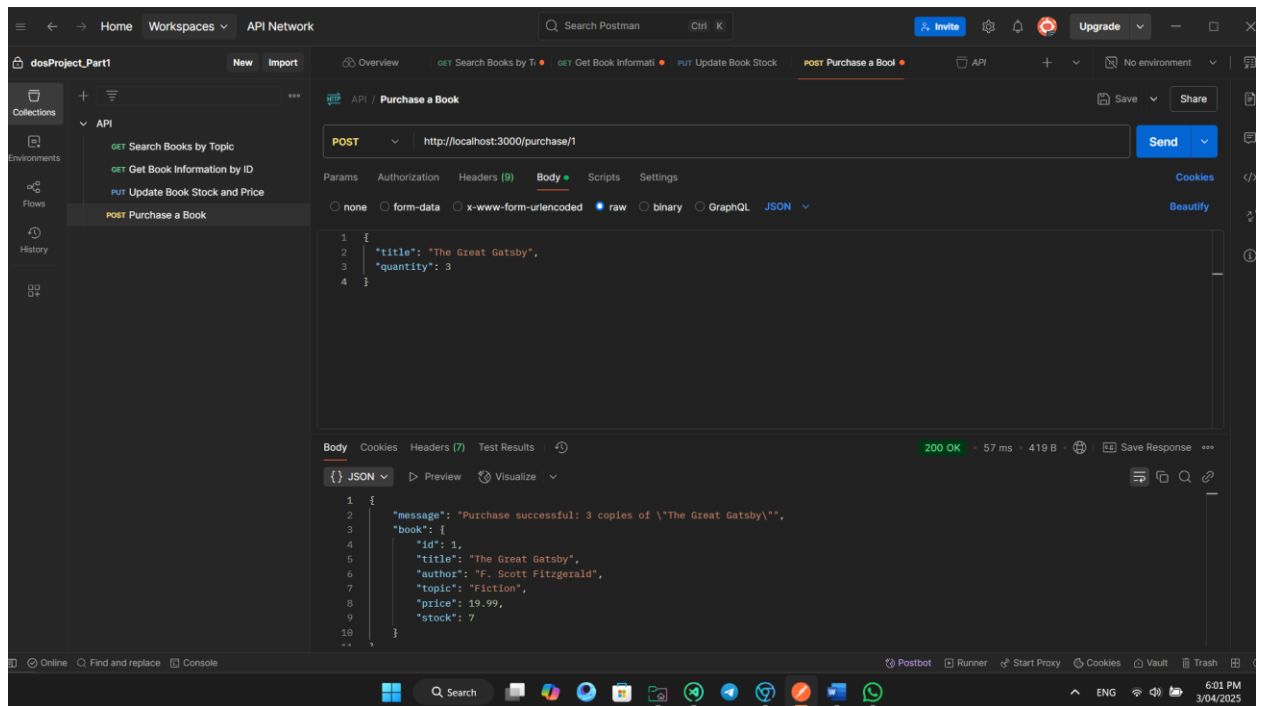 Home Workspaces API Network Search Postman Ctrl K Invite Upgrade
dosProject_Part1 New Import Overview GET Search Books by T GET Get Book Informati PUT Update Book Stock POST Purchase a Bool API No environment
Collections
Environments
Flows
History
API
GET Search Books by Topic
GET Get Book Information by ID
PUT Update Book Stock and Price
POST Purchase a Book
HTTP API / Purchase a Book Save Share
POST http://localhost:3000/purchase/1 Send
Params Authorization Headers (9) Body Scripts Settings Cookies
none form-data x-www-form-urlencoded raw binary GraphQL JSON Beautify
1 {
2 "title": "The Great Gatsby",
3 "quantity": 3
4 }
Body Cookies Headers (7) Test Results 200 OK 57 ms 419 B Save Response
{} JSON Preview Visualize
1 {
2 "message": "Purchase successful: 3 copies of \"The Great Gatsby\"",
3 "book": {
4 "id": 1,
5 "title": "The Great Gatsby",
6 "author": "F. Scott Fitzgerald",
7 "topic": "Fiction",
8 "price": 19.99,
9 "stock": 7
10 }
Online Find and replace Console Postbot Runner Start Proxy Cookies Vault Trash
Search ENG 6:01 PM
3/04/2025